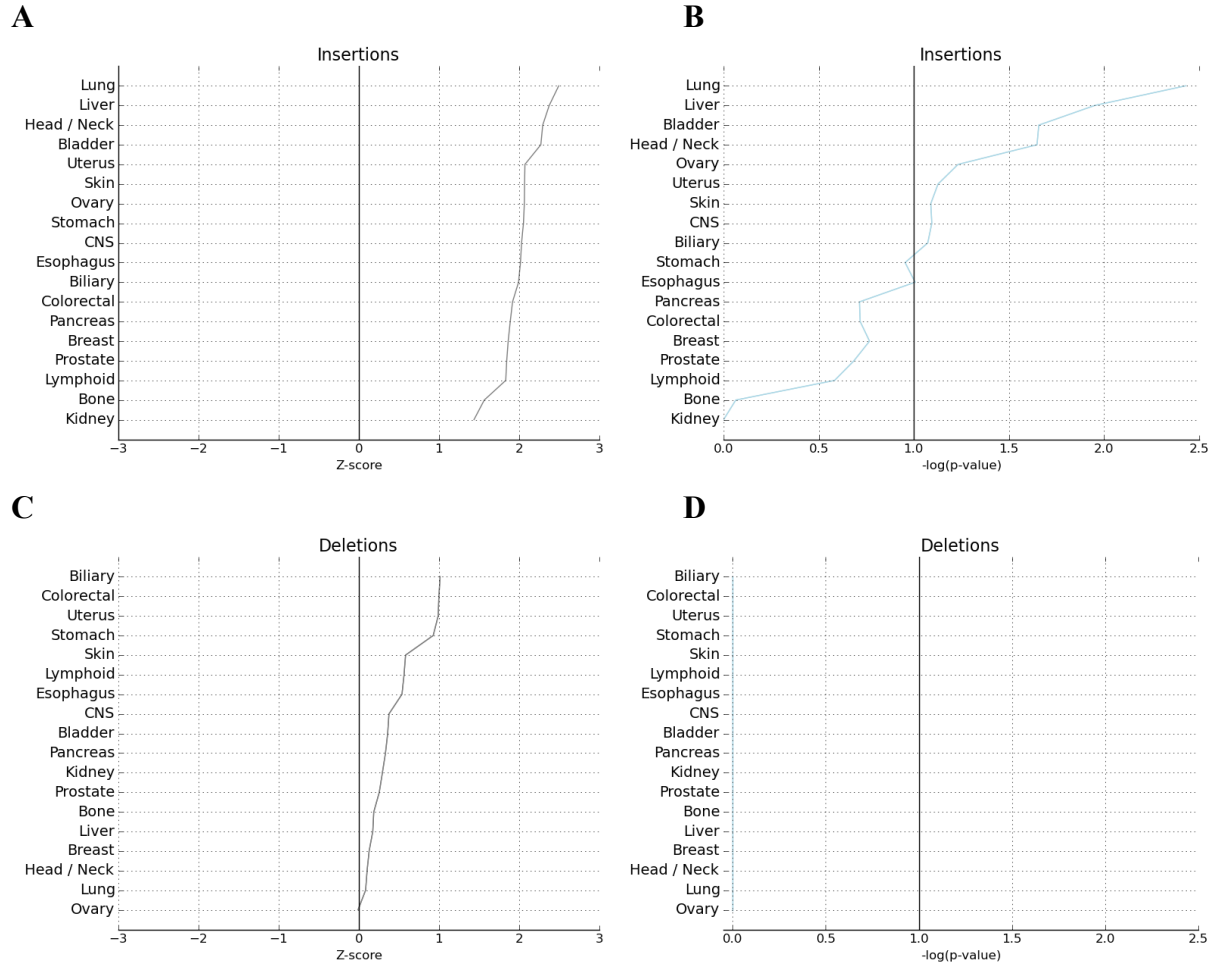 A
Insertions
Lung
Liver
Head / Neck
Bladder
Uterus
Skin
Ovary
Stomach
CNS
Esophagus
Biliary
Colorectal
Pancreas
Breast
Prostate
Lymphoid
Bone
Kidney
−3 −2 −1 0 1 2 3
Z-score
B
Insertions
Lung
Liver
Bladder
Head / Neck
Ovary
Uterus
Skin
CNS
Biliary
Stomach
Esophagus
Pancreas
Colorectal
Breast
Prostate
Lymphoid
Bone
Kidney
0.0 0.5 1.0 1.5 2.0 2.5
-log(p-value)
C
Deletions
Biliary
Colorectal
Uterus
Stomach
Skin
Lymphoid
Esophagus
CNS
Bladder
Pancreas
Kidney
Prostate
Bone
Liver
Breast
Head / Neck
Lung
Ovary
−3 −2 −1 0 1 2 3
Z-score
D
Deletions
Biliary
Colorectal
Uterus
Stomach
Skin
Lymphoid
Esophagus
CNS
Bladder
Pancreas
Kidney
Prostate
Bone
Liver
Breast
Head / Neck
Lung
Ovary
0.0 0.5 1.0 1.5 2.0 2.5
-log(p-value)